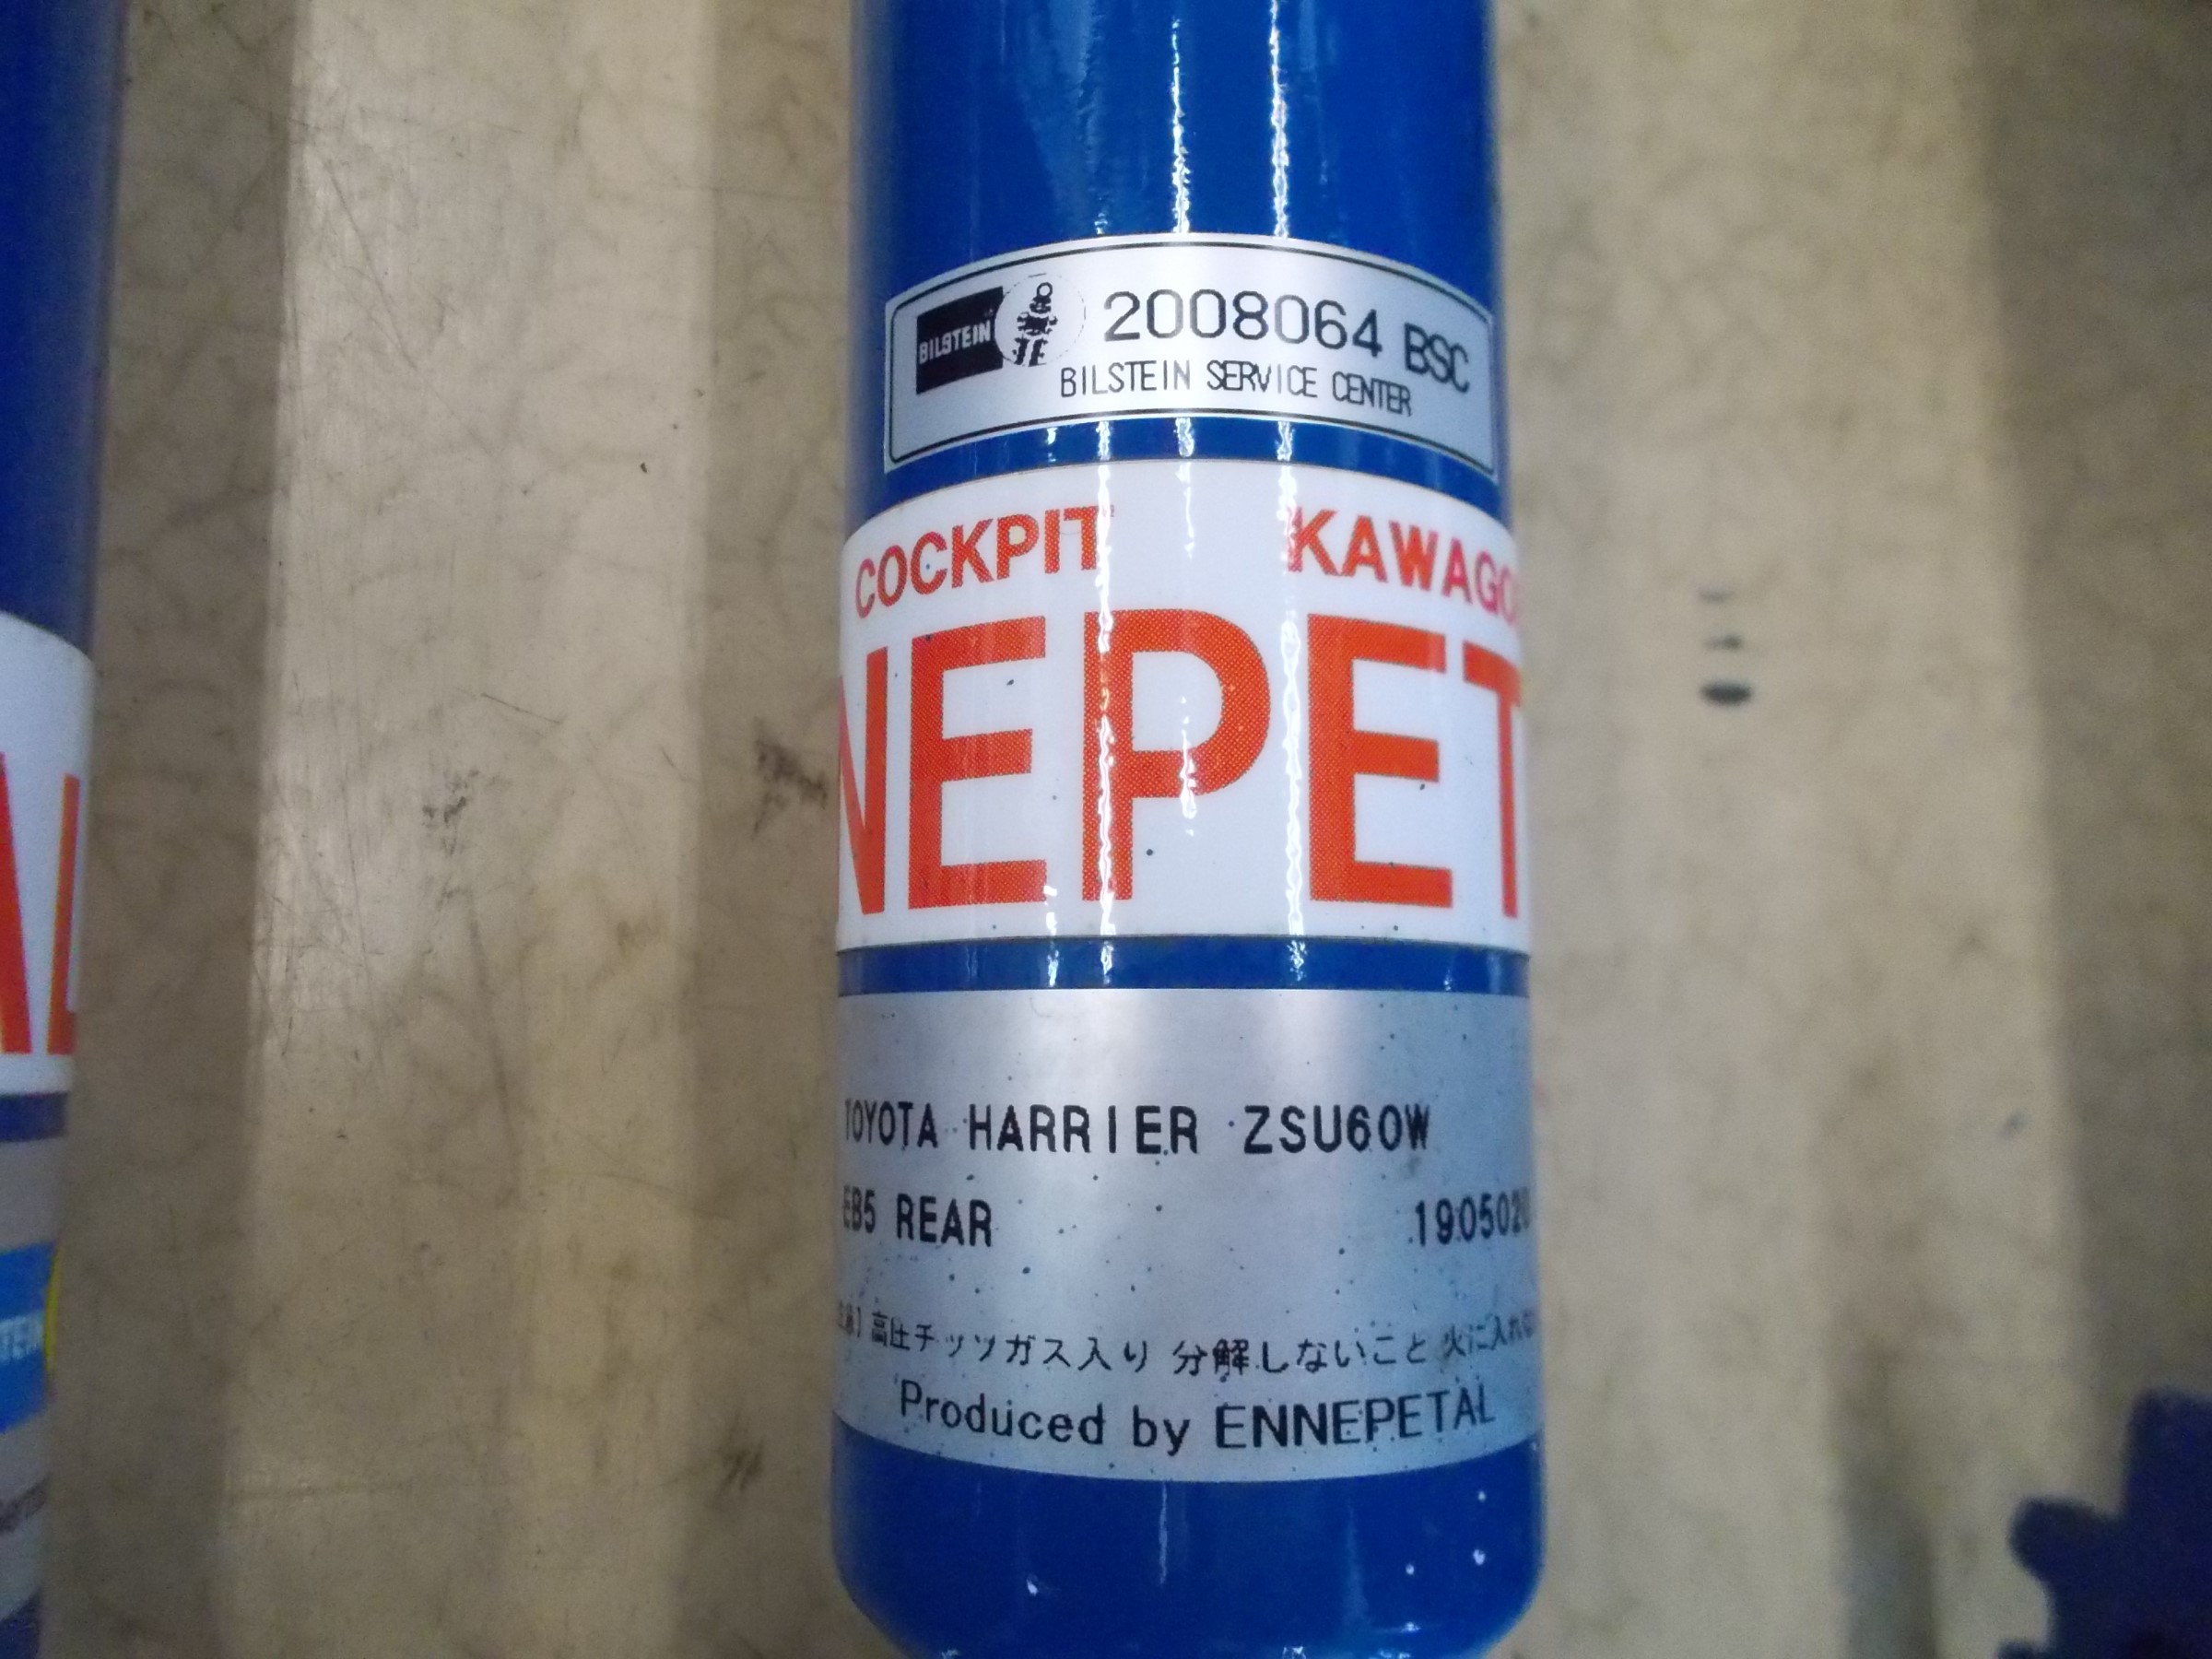 BILSTEIN
2008064 BSC
BILSTEIN SERVICE CENTER
COCKPIT KAWAGO
NEPET
TOYOTA HARRIER ZSU60W
EB5 REAR 190502
高圧チッソガス入り 分解しないこと 火に入れ
Produced by ENNEPETAL
AL
TEIN